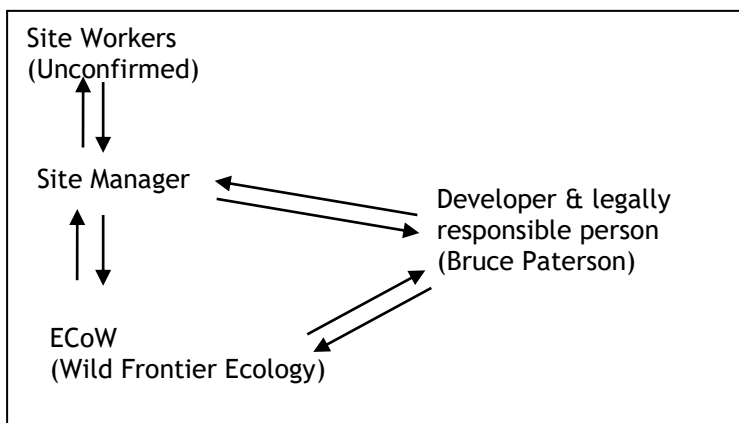 Site Workers
(Unconfirmed)
Site Manager
Developer & legally
responsible person
(Bruce Paterson)
ECoW
(Wild Frontier Ecology)